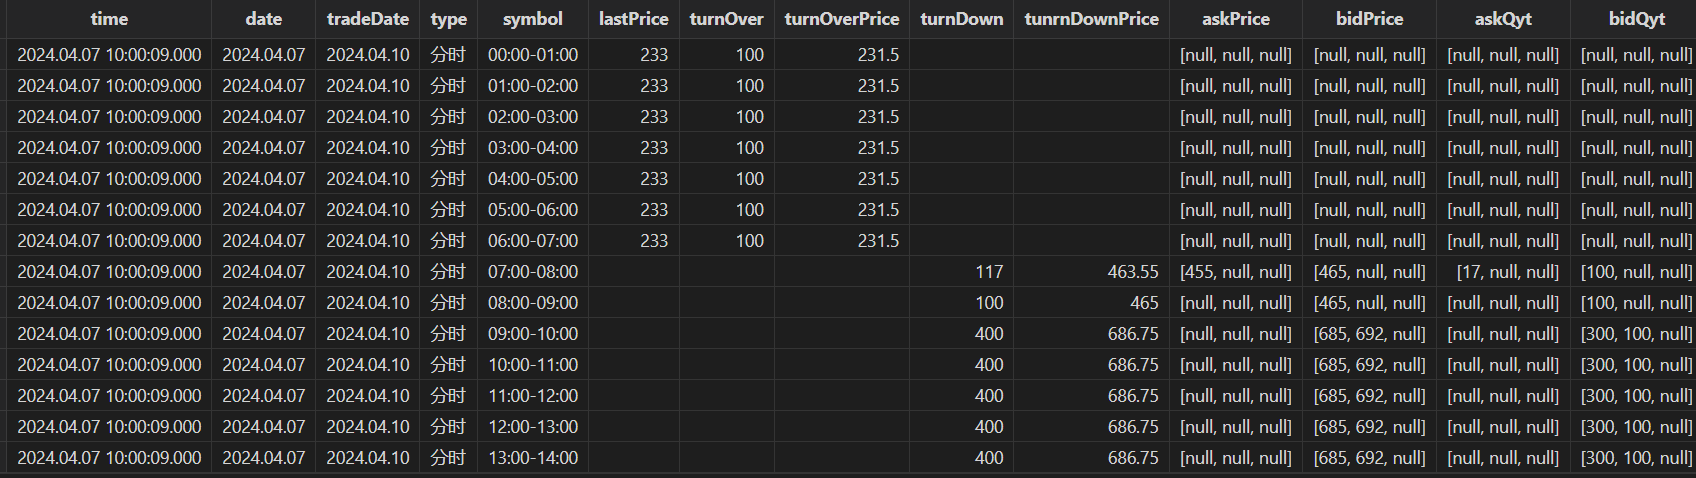 time date tradeDate type symbol lastPrice turnOver turnOverPrice turnDown tunrnDownPrice askPrice bidPrice askQyt bidQyt
2024.04.07 10:00:09.000 2024.04.07 2024.04.10 分时 00:00-01:00 233 100 231.5 [null, null, null] [null, null, null] [null, null, null] [null, null, null]
2024.04.07 10:00:09.000 2024.04.07 2024.04.10 分时 01:00-02:00 233 100 231.5 [null, null, null] [null, null, null] [null, null, null] [null, null, null]
2024.04.07 10:00:09.000 2024.04.07 2024.04.10 分时 02:00-03:00 233 100 231.5 [null, null, null] [null, null, null] [null, null, null] [null, null, null]
2024.04.07 10:00:09.000 2024.04.07 2024.04.10 分时 03:00-04:00 233 100 231.5 [null, null, null] [null, null, null] [null, null, null] [null, null, null]
2024.04.07 10:00:09.000 2024.04.07 2024.04.10 分时 04:00-05:00 233 100 231.5 [null, null, null] [null, null, null] [null, null, null] [null, null, null]
2024.04.07 10:00:09.000 2024.04.07 2024.04.10 分时 05:00-06:00 233 100 231.5 [null, null, null] [null, null, null] [null, null, null] [null, null, null]
2024.04.07 10:00:09.000 2024.04.07 2024.04.10 分时 06:00-07:00 233 100 231.5 [null, null, null] [null, null, null] [null, null, null] [null, null, null]
2024.04.07 10:00:09.000 2024.04.07 2024.04.10 分时 07:00-08:00 117 463.55 [455, null, null] [465, null, null] [17, null, null] [100, null, null]
2024.04.07 10:00:09.000 2024.04.07 2024.04.10 分时 08:00-09:00 100 465 [null, null, null] [465, null, null] [null, null, null] [100, null, null]
2024.04.07 10:00:09.000 2024.04.07 2024.04.10 分时 09:00-10:00 400 686.75 [null, null, null] [685, 692, null] [null, null, null] [300, 100, null]
2024.04.07 10:00:09.000 2024.04.07 2024.04.10 分时 10:00-11:00 400 686.75 [null, null, null] [685, 692, null] [null, null, null] [300, 100, null]
2024.04.07 10:00:09.000 2024.04.07 2024.04.10 分时 11:00-12:00 400 686.75 [null, null, null] [685, 692, null] [null, null, null] [300, 100, null]
2024.04.07 10:00:09.000 2024.04.07 2024.04.10 分时 12:00-13:00 400 686.75 [null, null, null] [685, 692, null] [null, null, null] [300, 100, null]
2024.04.07 10:00:09.000 2024.04.07 2024.04.10 分时 13:00-14:00 400 686.75 [null, null, null] [685, 692, null] [null, null, null] [300, 100, null]